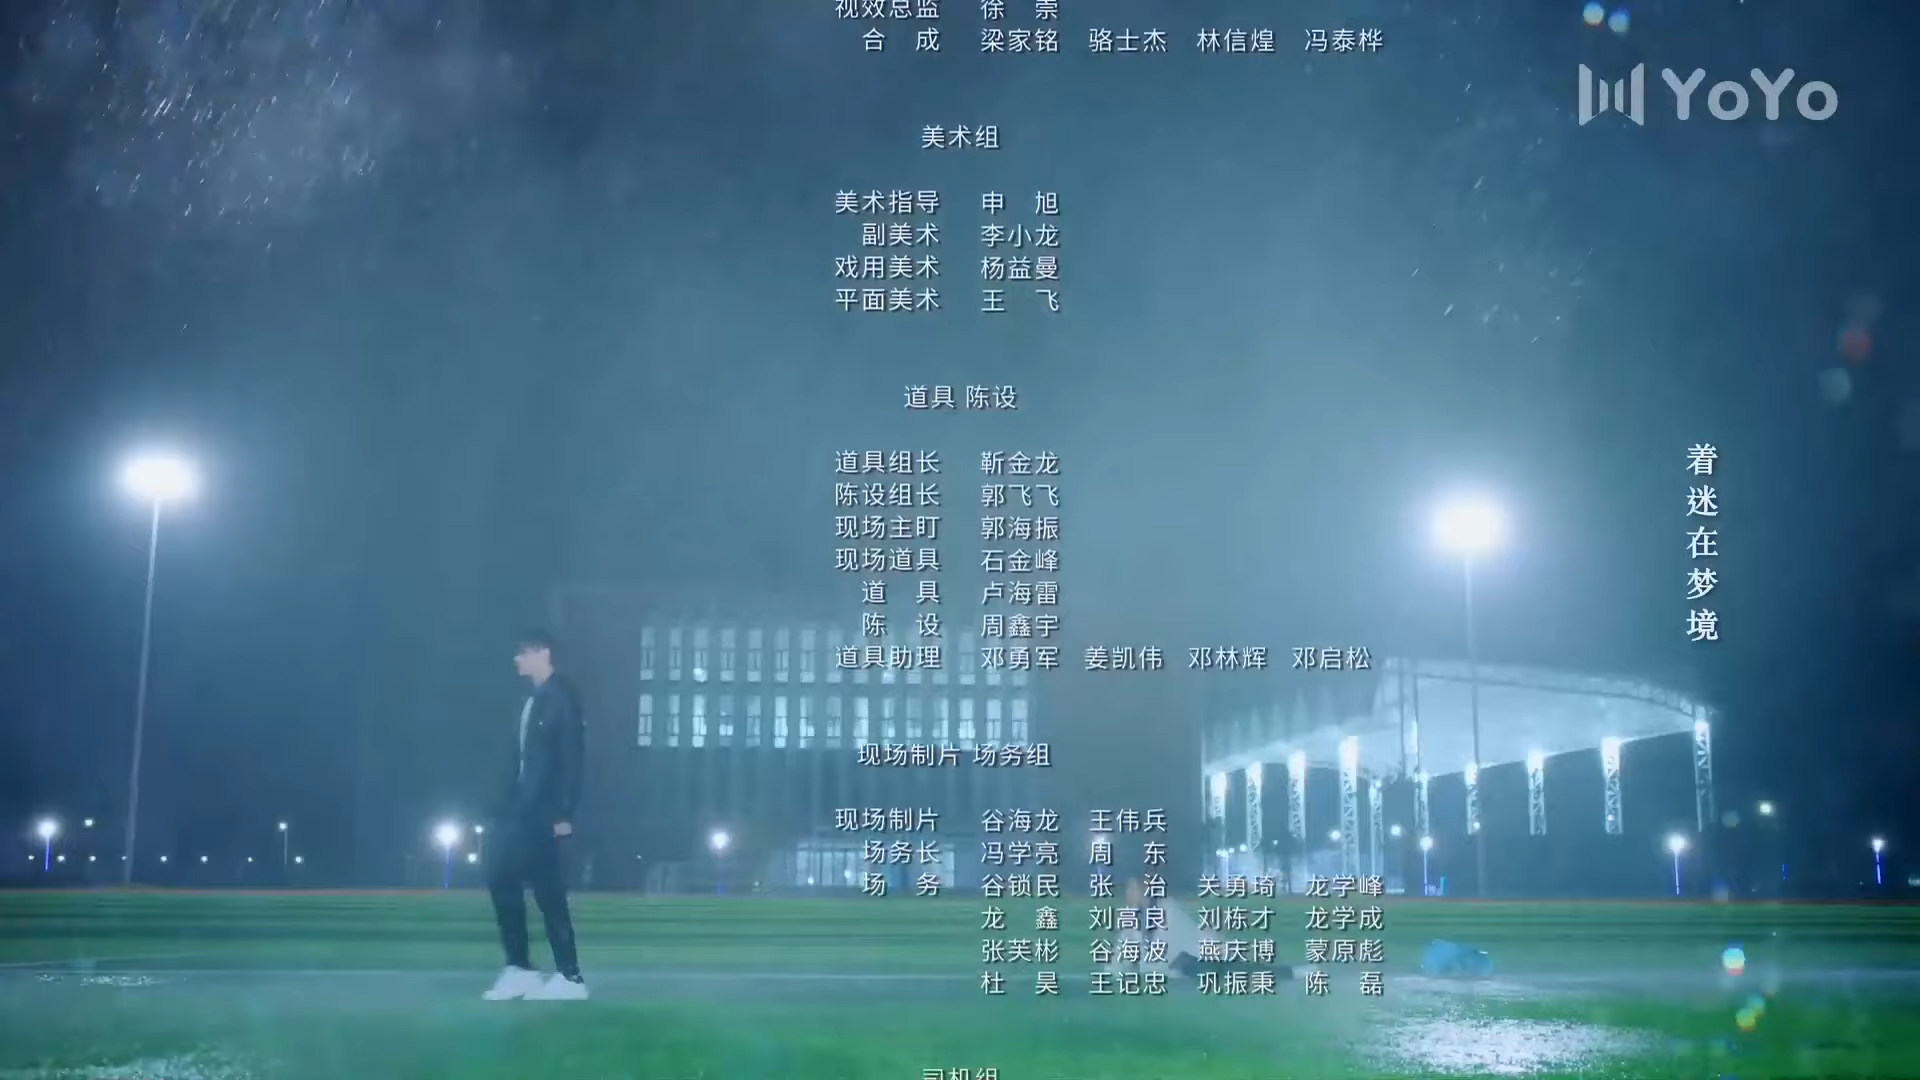 视效总监 徐 崇
合 成 梁家铭 骆士杰 林信煌 冯泰桦
YoYo
美术组
美术指导 申 旭
副美术 李小龙
戏用美术 杨益曼
平面美术 王 飞
道具 陈设
道具组长 靳金龙
陈设组长 郭飞飞
现场主盯 郭海振
现场道具 石金峰
道 具 卢海雷
陈 设 周鑫宇
道具助理 邓勇军 姜凯伟 邓林辉 邓启松
着迷在梦境
现场制片 场务组
现场制片 谷海龙 王伟兵
场务长 冯学亮 周 东
场 务 谷锁民 张 治 关勇琦 龙学峰
龙 鑫 刘高良 刘栋才 龙学成
张芙彬 谷海波 燕庆博 蒙原彪
杜 昊 王记忠 巩振秉 陈 磊
司机组